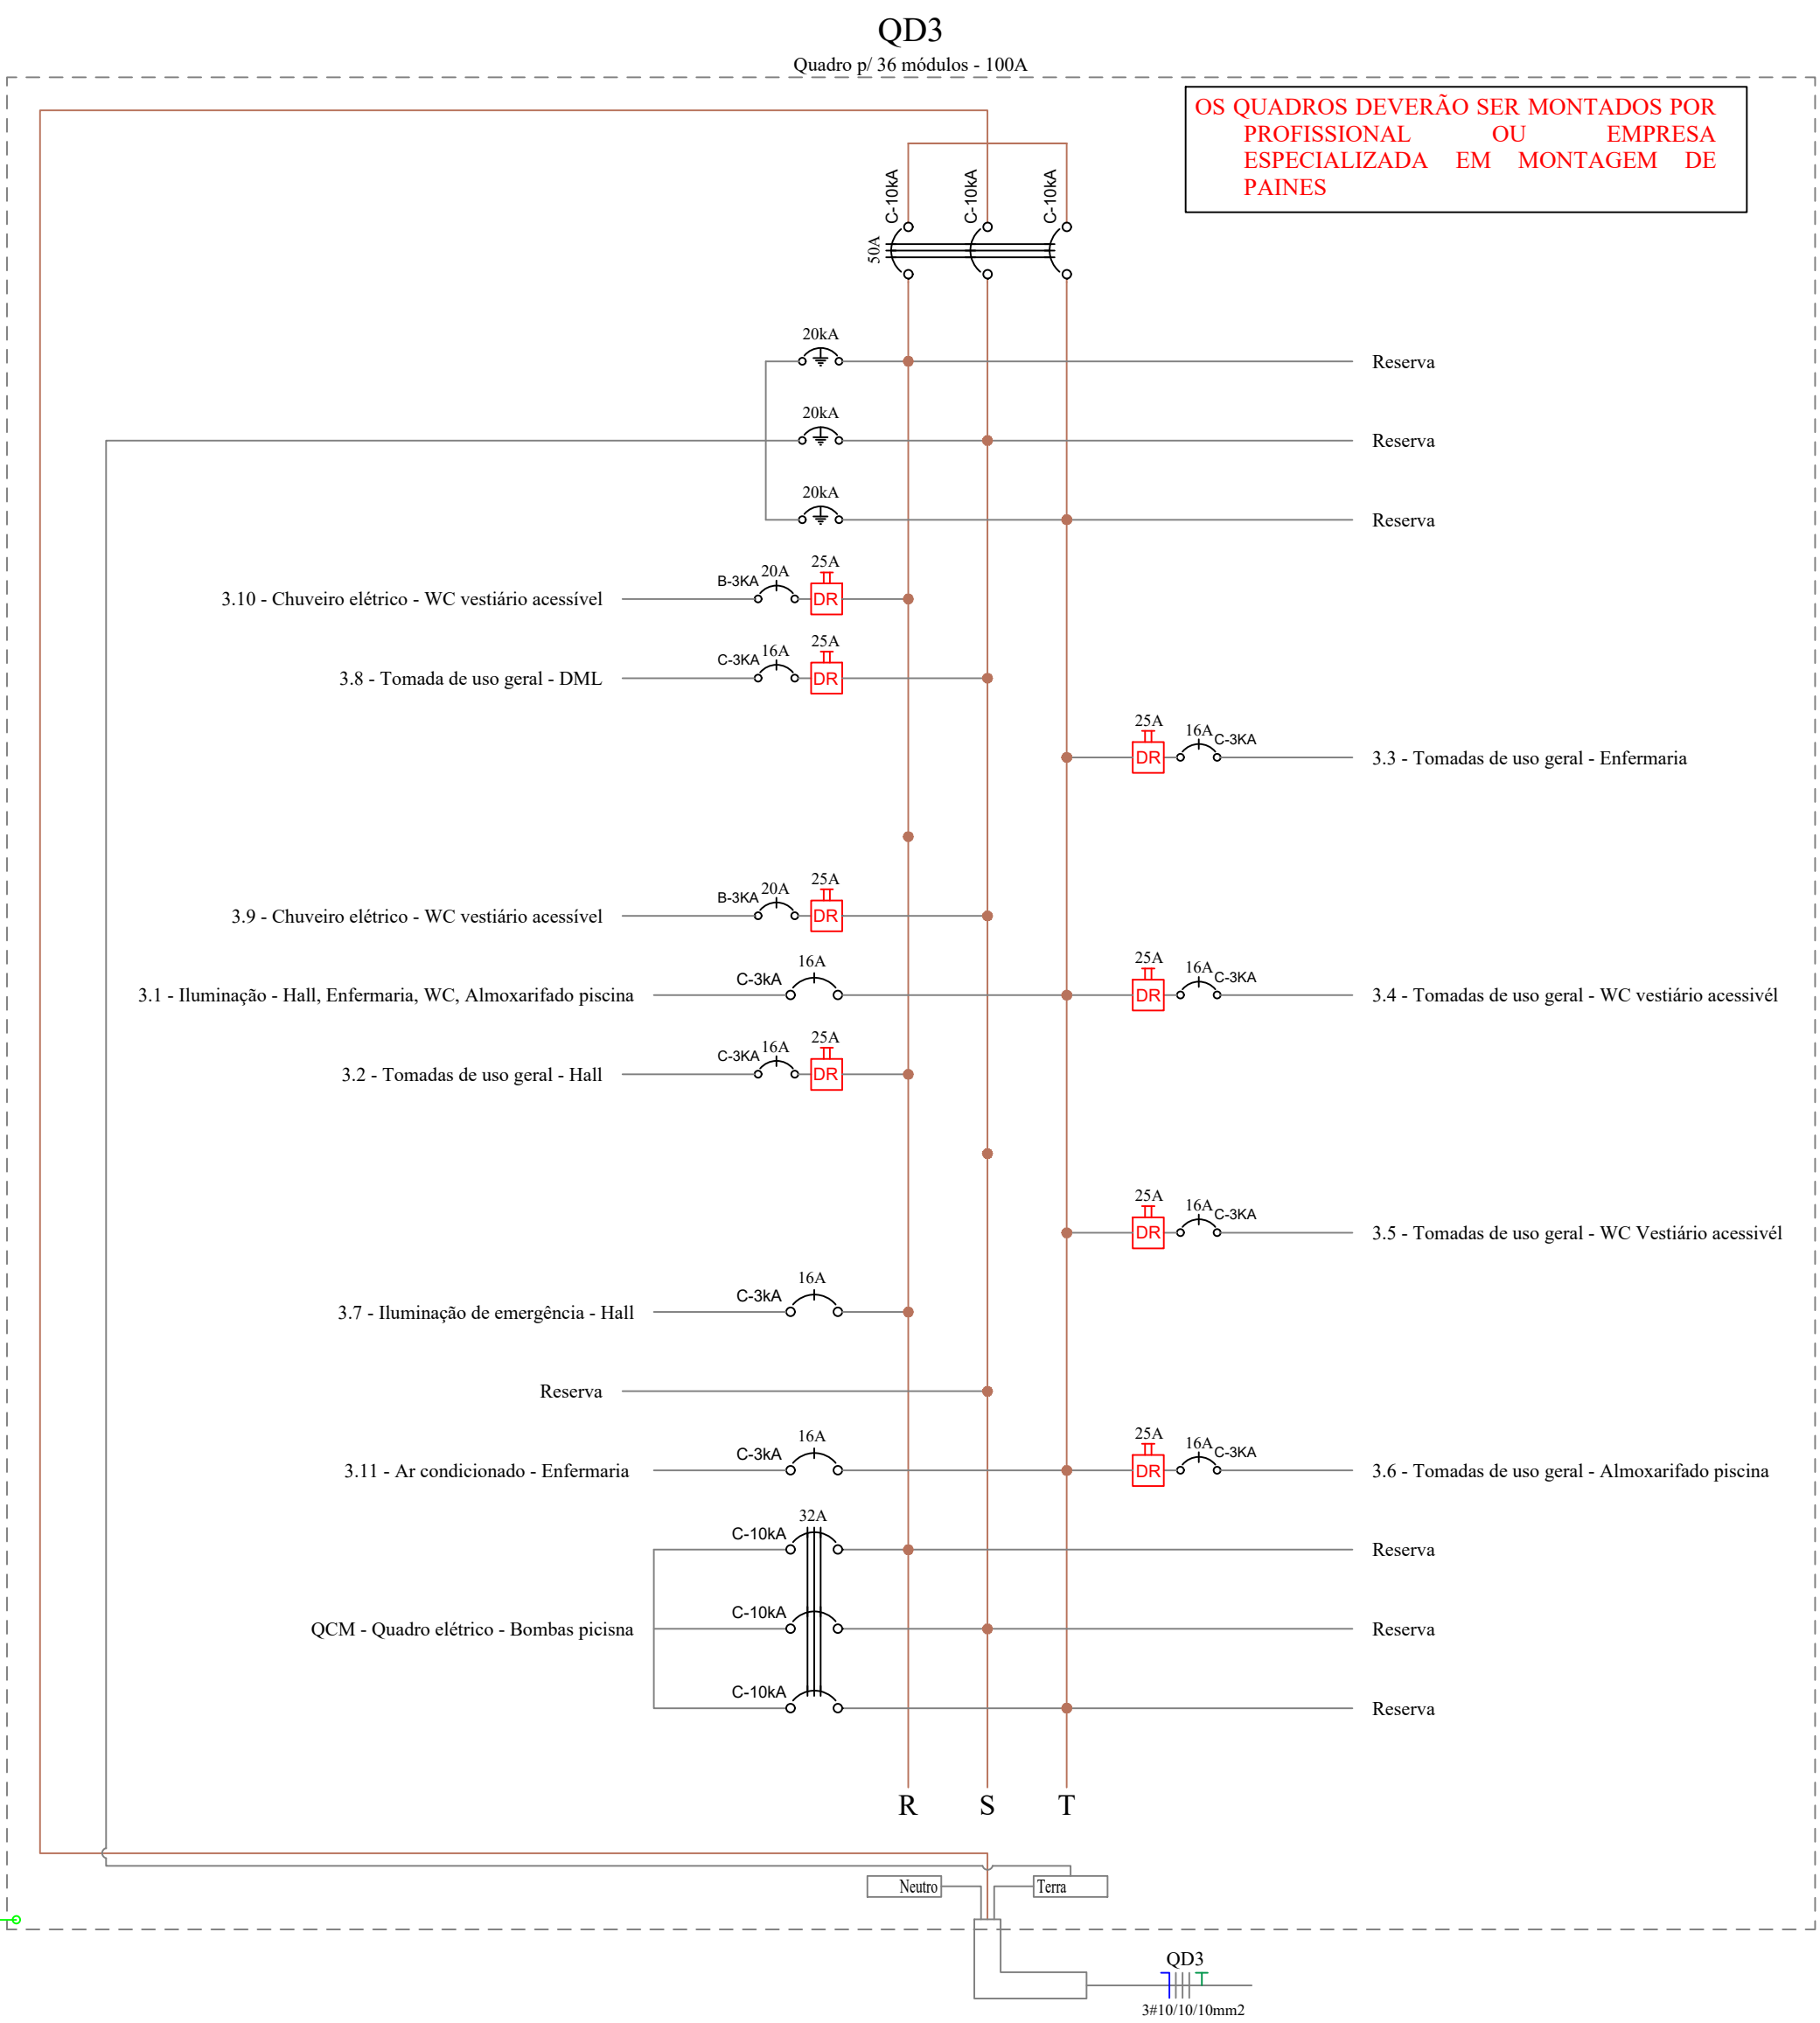 QD3
Quadro p/ 36 módulos - 100A
OS QUADROS DEVERÃO SER MONTADOS POR
PROFISSIONAL OU EMPRESA
ESPECIALIZADA EM MONTAGEM DE
PAINES
C-10kA
C-10kA
C-10kA
50A
20kA
Reserva
20kA
Reserva
20kA
Reserva
3.10 - Chuveiro elétrico - WC vestiário acessível
B-3KA
20A
25A
DR
3.8 - Tomada de uso geral - DML
C-3KA
16A
25A
DR
25A
DR
16A
C-3KA
3.3 - Tomadas de uso geral - Enfermaria
3.9 - Chuveiro elétrico - WC vestiário acessível
B-3KA
20A
25A
DR
3.1 - Iluminação - Hall, Enfermaria, WC, Almoxarifado piscina
C-3kA
16A
25A
DR
16A
C-3KA
3.4 - Tomadas de uso geral - WC vestiário acessivél
3.2 - Tomadas de uso geral - Hall
C-3KA
16A
25A
DR
25A
DR
16A
C-3KA
3.5 - Tomadas de uso geral - WC Vestiário acessivél
3.7 - Iluminação de emergência - Hall
C-3kA
16A
Reserva
3.11 - Ar condicionado - Enfermaria
C-3kA
16A
25A
DR
16A
C-3KA
3.6 - Tomadas de uso geral - Almoxarifado piscina
32A
C-10kA
Reserva
QCM - Quadro elétrico - Bombas picisna
C-10kA
Reserva
C-10kA
Reserva
R S T
Neutro
Terra
QD3
3#10/10/10mm2